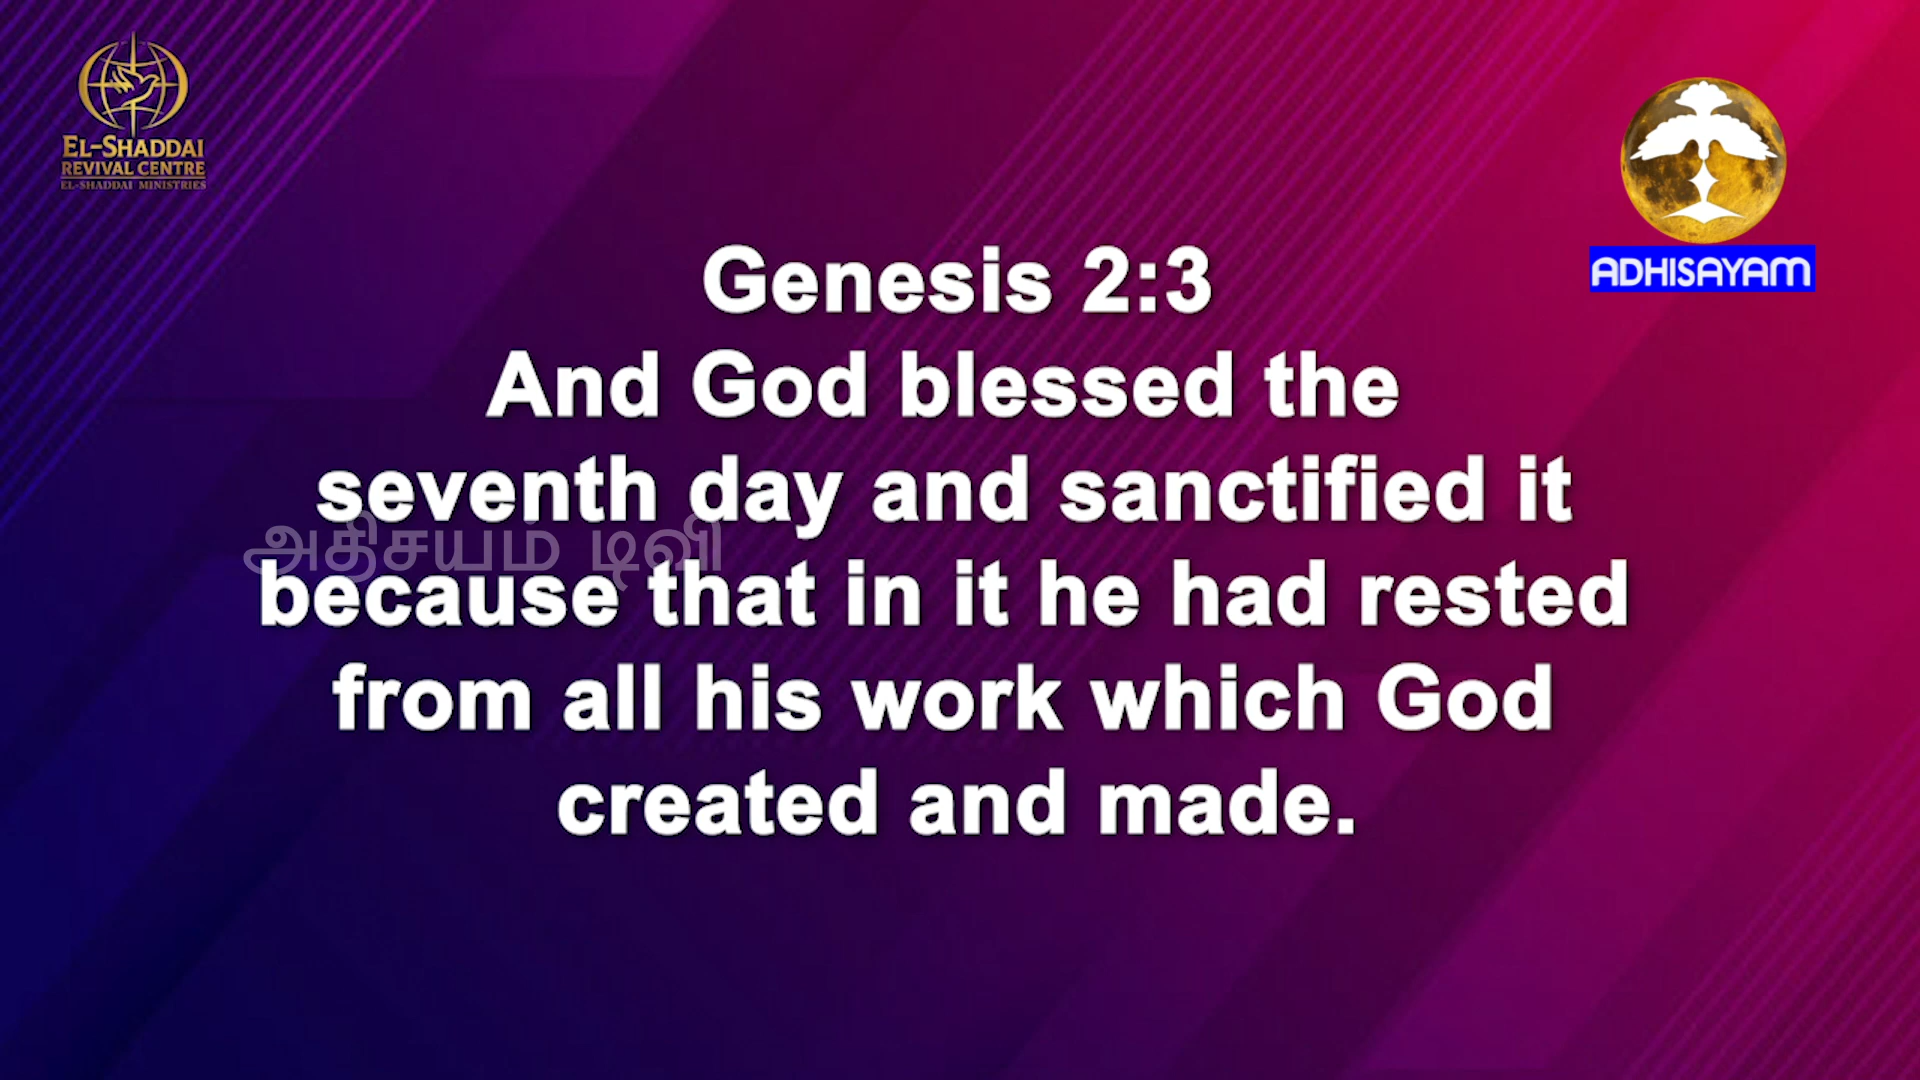 EL-SHADDAI
REVIVAL CENTRE
EL-SHADDAI MINISTRIES
ADHISAYAM
Genesis 2:3
And God blessed the
seventh day and sanctified it
அதிசயம் டிவி
because that in it he had rested
from all his work which God
created and made.